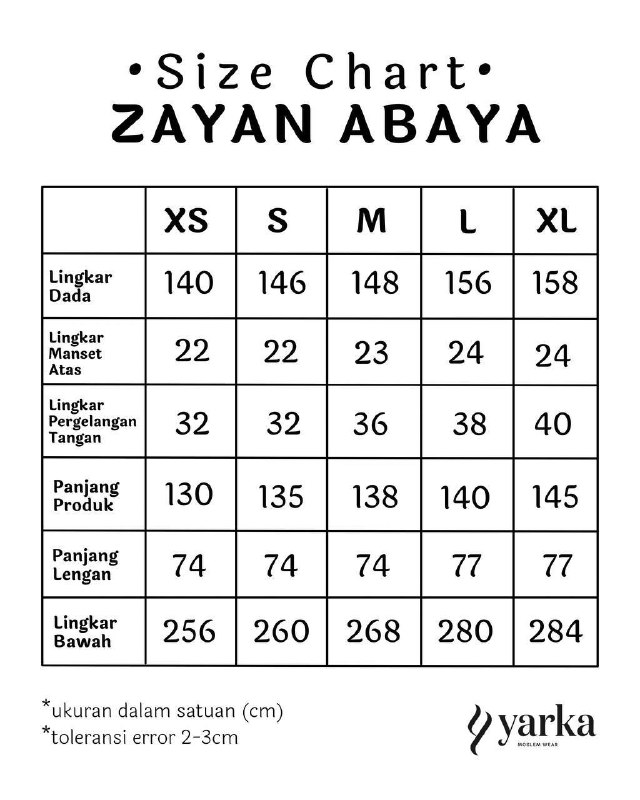 •Size Chart•
ZAYAN ABAYA
XS S M L XL
Lingkar
Dada
140 146 148 156 158
Lingkar
Manset
Atas
22 22 23 24 24
Lingkar
Pergelangan
Tangan
32 32 36 38 40
Panjang
Produk
130 135 138 140 145
Panjang
Lengan
74 74 74 77 77
Lingkar
Bawah
256 260 268 280 284
*ukuran dalam satuan (cm)
*toleransi error 2-3cm
yarka
MOSLEM WEAR